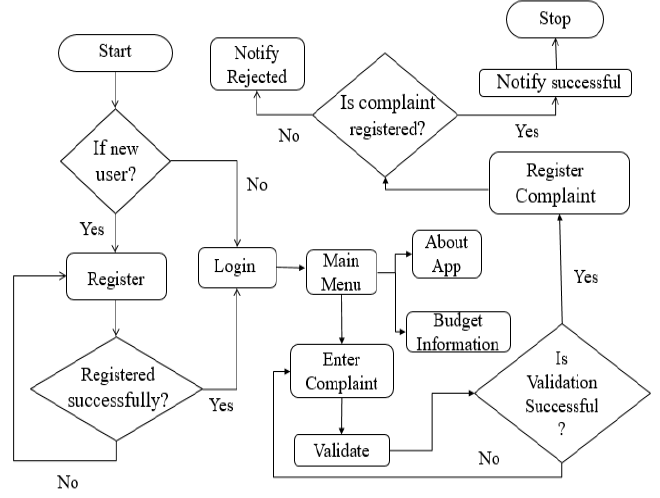 Start
If new
user?
Yes
No
Register
Registered
successfully?
Yes
No
Login
Main
Menu
About
App
Budget
Information
Enter
Complaint
Validate
Is
Validation
Successful
?
No
Yes
Register
Complaint
Is complaint
registered?
No
Yes
Notify
Rejected
Notify successful
Stop